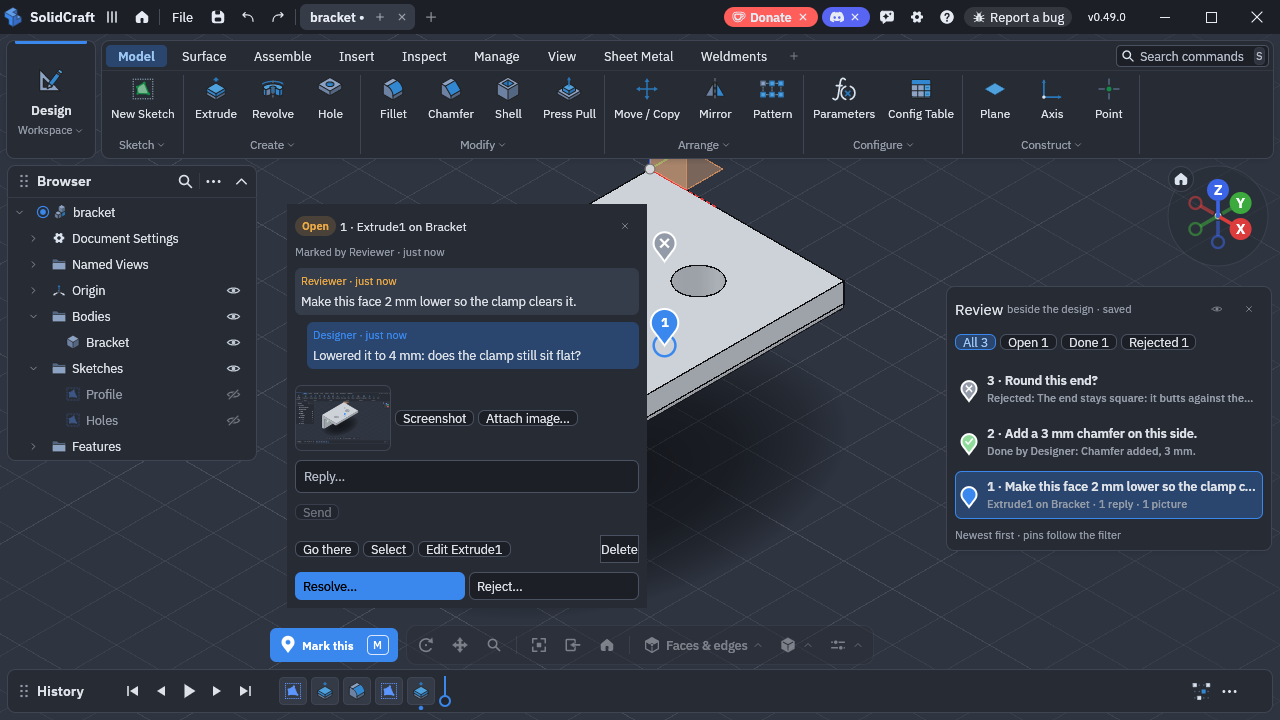 SolidCraft
File
bracket •
Donate
Report a bug
v0.49.0
Design
Workspace
Model
Surface
Assemble
Insert
Inspect
Manage
View
Sheet Metal
Weldments
Search commands
S
New Sketch
Extrude
Revolve
Hole
Fillet
Chamfer
Shell
Press Pull
Move / Copy
Mirror
Pattern
Parameters
Config Table
Plane
Axis
Point
Sketch
Create
Modify
Arrange
Configure
Construct
Browser
bracket
Document Settings
Named Views
Origin
Bodies
Bracket
Sketches
Profile
Holes
Features
Open
1 · Extrude1 on Bracket
Marked by Reviewer · just now
Reviewer · just now
Make this face 2 mm lower so the clamp clears it.
Designer · just now
Lowered it to 4 mm: does the clamp still sit flat?
Screenshot
Attach image...
Reply...
Send
Go there
Select
Edit Extrude1
Delete
Resolve...
Reject...
1
Z
Y
X
Review
beside the design · saved
All 3
Open 1
Done 1
Rejected 1
3 · Round this end?
Rejected: The end stays square: it butts against the...
2 · Add a 3 mm chamfer on this side.
Done by Designer: Chamfer added, 3 mm.
1 · Make this face 2 mm lower so the clamp c...
Extrude1 on Bracket · 1 reply · 1 picture
Newest first · pins follow the filter
Mark this
M
Faces & edges
History